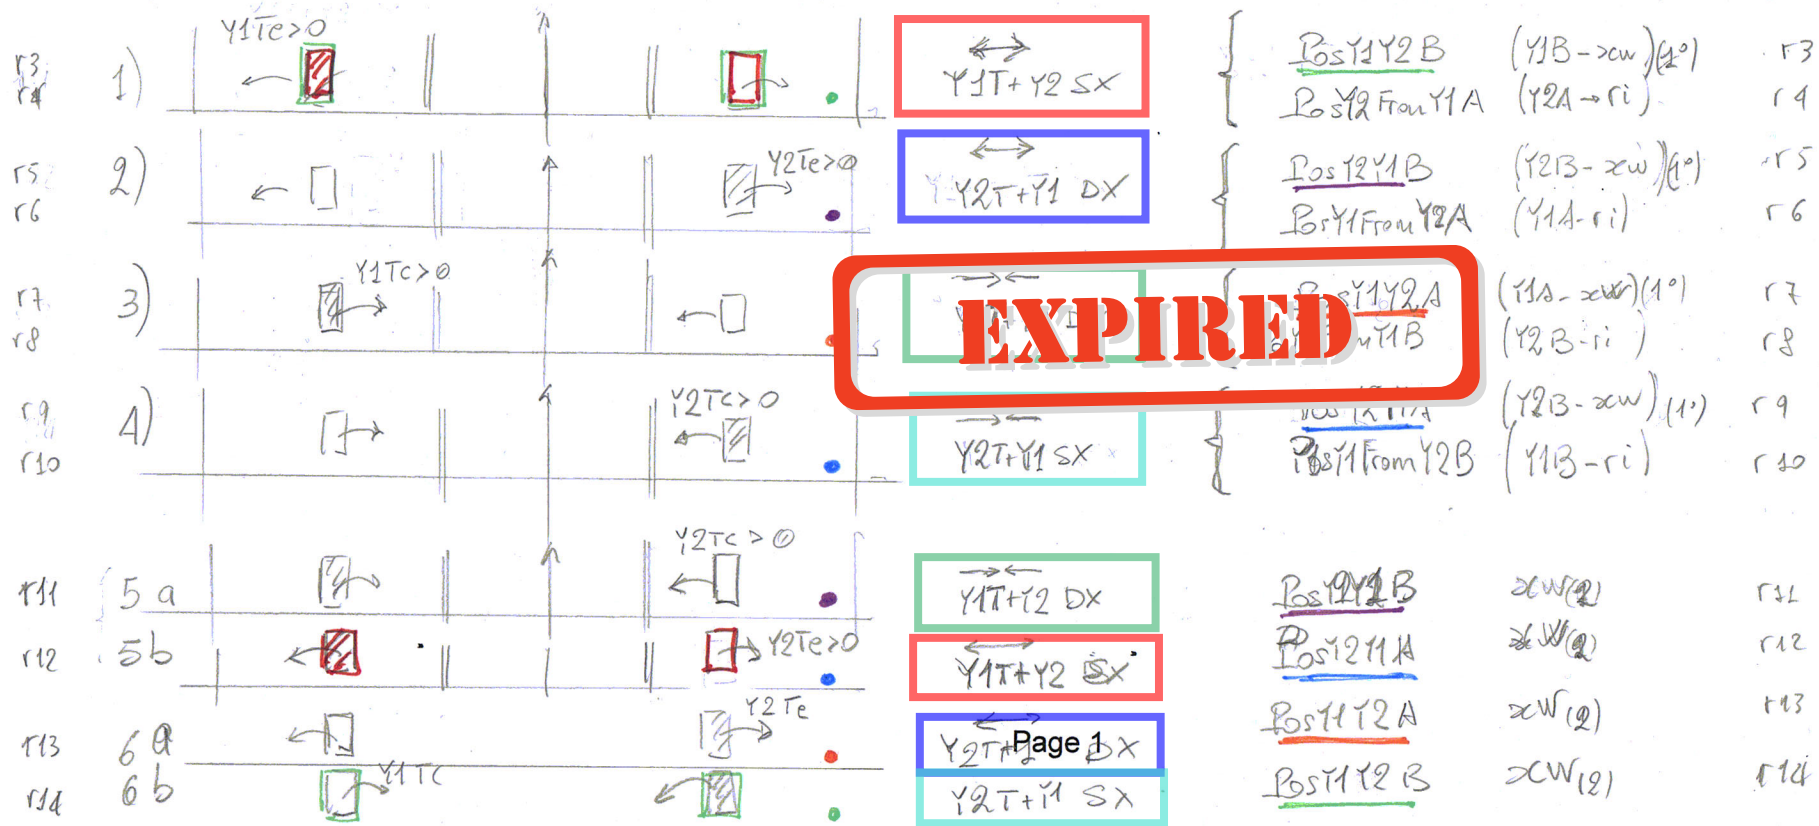 Y1Te>0
r3 1) Y1T+Y2 SX PosY1Y2B (Y1B-xw)(1°) r3
r4 PosY2FromY1A (Y2A→ri) r4
r5 2) Y2Te>0 Y2T+Y1 DX PosY2Y1B (Y2B-xw)(1°) r5
r6 PosY1FromY2A (Y1A-ri) r6
Y1Tc>0
r7 3) Y1Y2A (Y1A-xw)(1°) r7
EXPIRED
r8 Y1B (Y2B-ri) r8
r9 4) Y2Tc>0 (Y2B-xw)(1°) r9
r10 Y2T+Y1 SX PosY1FromY2B (Y1B-ri) r10
Y2Tc>0
r11 5a Y1T+Y2 DX B xw(2) r11
r12 5b Y2Te>0 Y1T+Y2 SX PosY2Y1A xw(2) r12
Y2Te
r13 6a Y2T+ DX PosY1Y2A xw(2) r13
Page 1
r14 6b Y1Tc Y2T+Y1 SX PosY1Y2B xw(2) r14